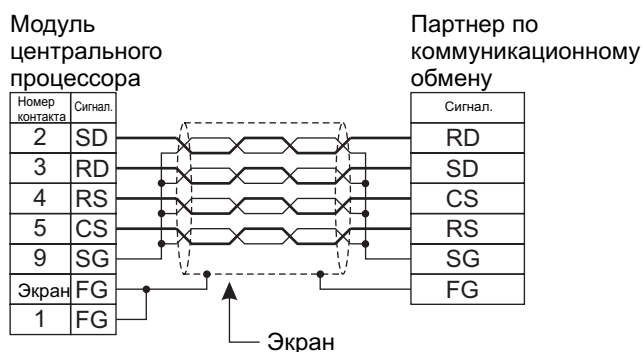 Модуль
центрального
процессора
Партнер по
коммуникационному
обмену
Номер
контакта
Сигнал.
Сигнал.
2 SD RD
3 RD SD
4 RS CS
5 CS RS
9 SG SG
Экран FG FG
1 FG
Экран